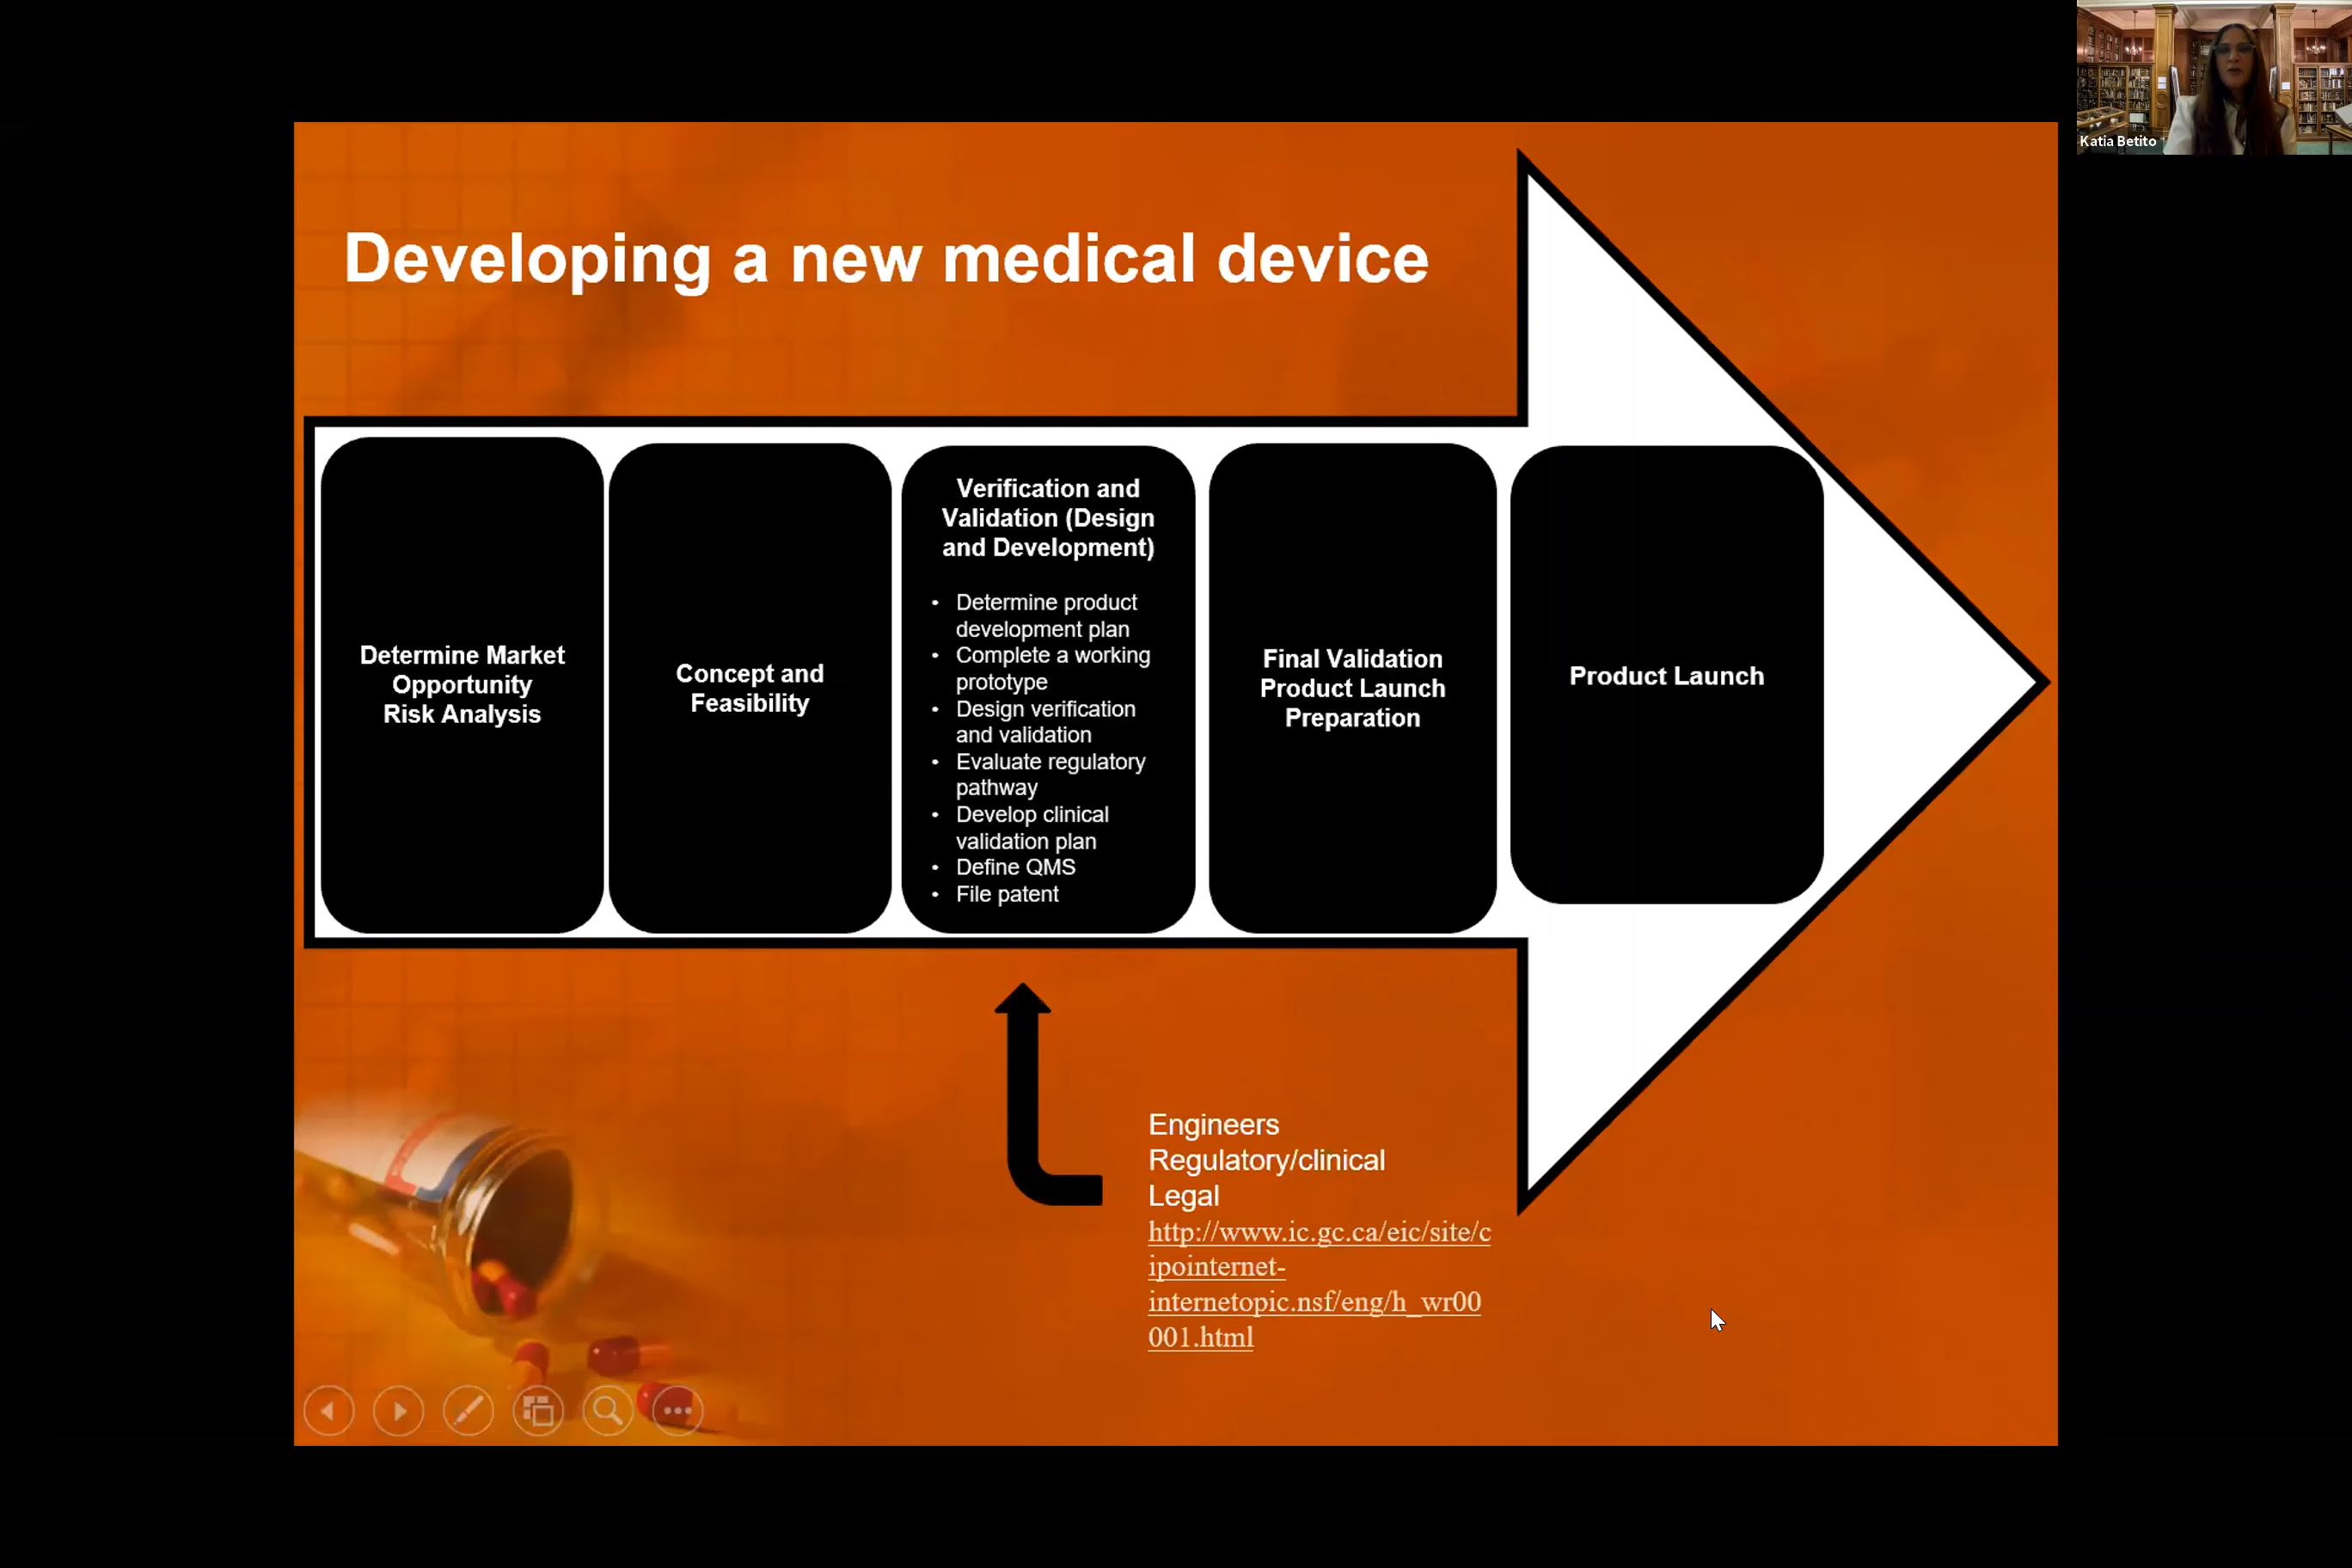 Katia Betito
Developing a new medical device
Determine Market
Opportunity
Risk Analysis
Concept and
Feasibility
Verification and
Validation (Design
and Development)
• Determine product
development plan
• Complete a working
prototype
• Design verification
and validation
• Evaluate regulatory
pathway
• Develop clinical
validation plan
• Define QMS
• File patent
Final Validation
Product Launch
Preparation
Product Launch
Engineers
Regulatory/clinical
Legal
http://www.ic.gc.ca/eic/site/c
ipointernet-
internetopic.nsf/eng/h_wr00
001.html